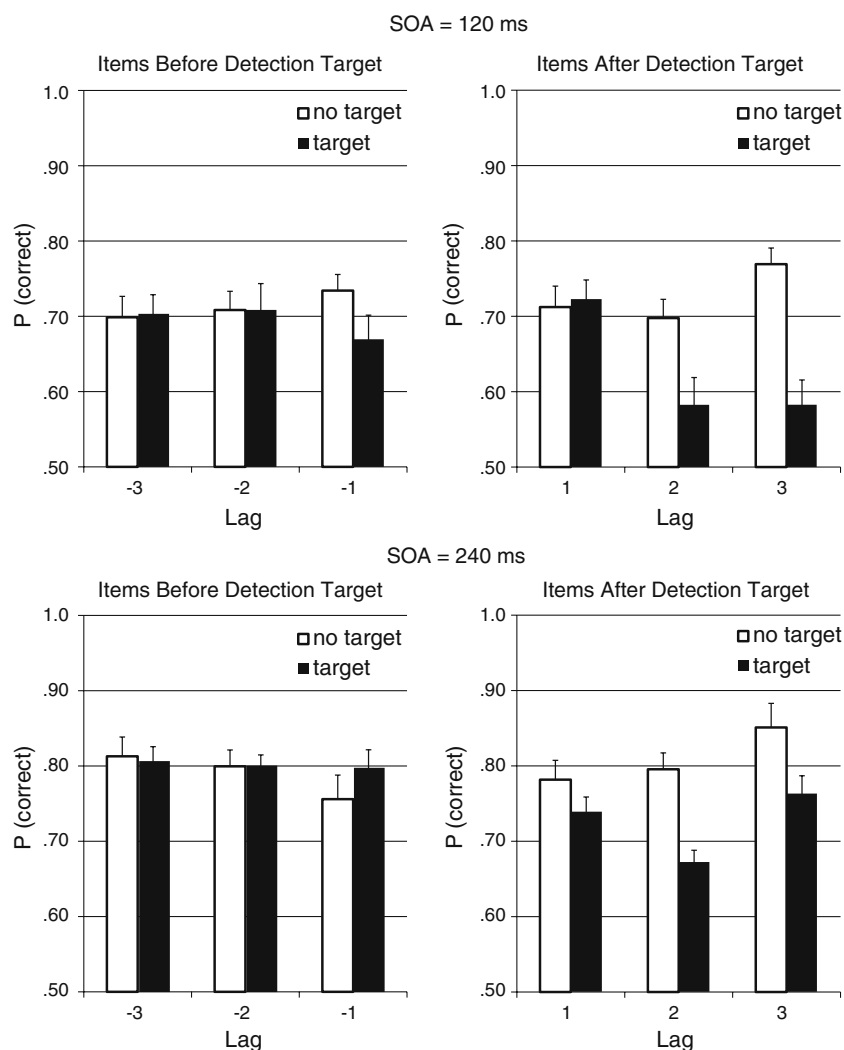 SOA = 120 ms
Items Before Detection Target
1.0
.90
.80
.70
.60
.50
P (correct)
no target
target
-3 -2 -1
Lag
Items After Detection Target
1.0
.90
.80
.70
.60
.50
P (correct)
no target
target
1 2 3
Lag
SOA = 240 ms
Items Before Detection Target
1.0
.90
.80
.70
.60
.50
P (correct)
no target
target
-3 -2 -1
Lag
Items After Detection Target
1.0
.90
.80
.70
.60
.50
P (correct)
no target
target
1 2 3
Lag